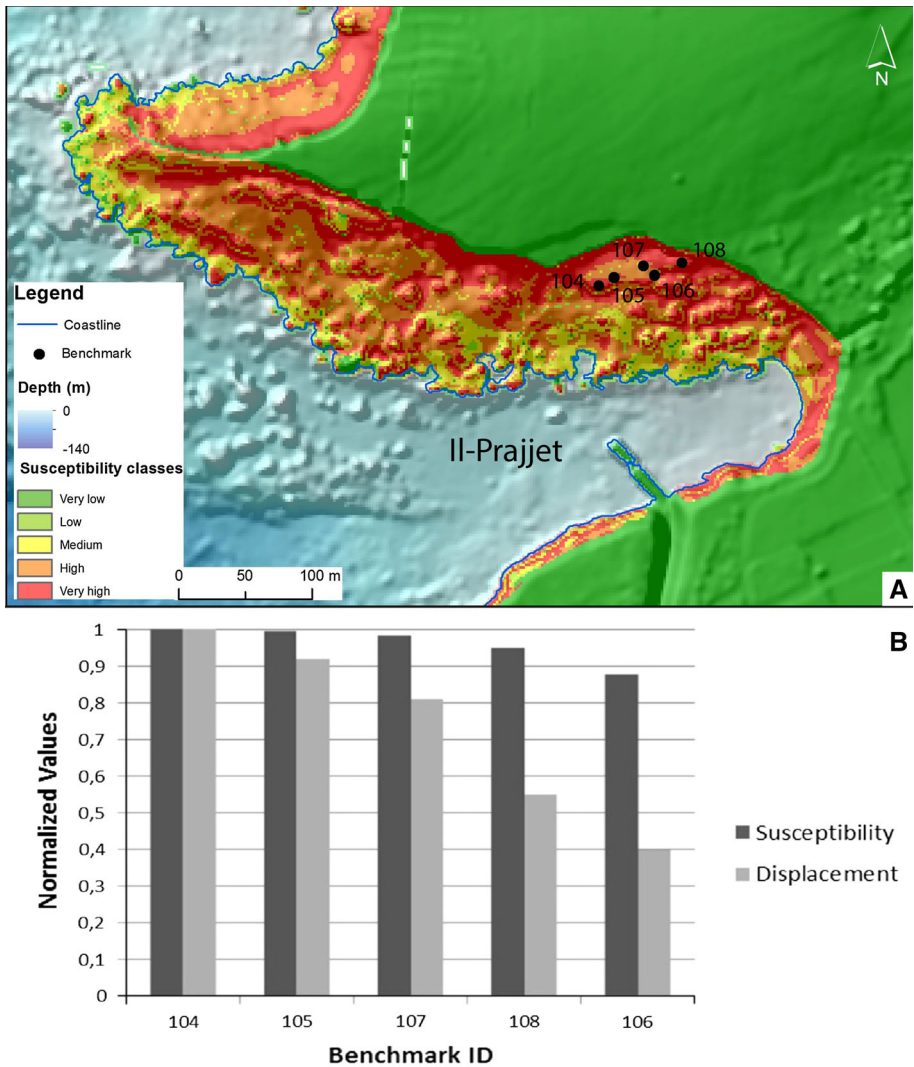 N
107
108
104
105
106
Legend
Coastline
Benchmark
Depth (m)
0
-140
Susceptibility classes
Very low
Low
Medium
High
Very high
Il-Prajjet
0 50 100 m
A
B
1
0,9
0,8
0,7
0,6
0,5
0,4
0,3
0,2
0,1
0
Normalized Values
104 105 107 108 106
Benchmark ID
Susceptibility
Displacement